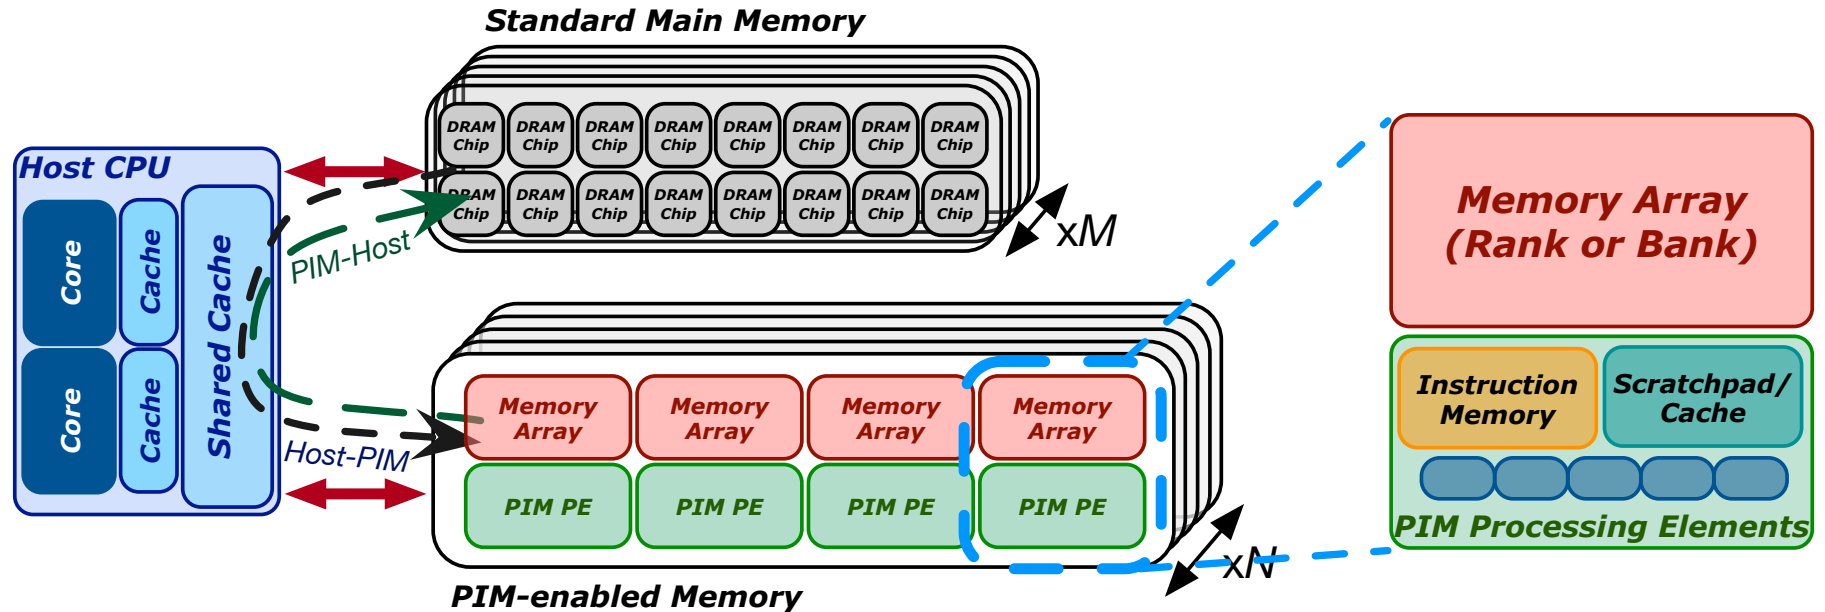 Standard Main Memory
DRAM Chip DRAM Chip DRAM Chip DRAM Chip DRAM Chip DRAM Chip DRAM Chip DRAM Chip
DRAM Chip DRAM Chip DRAM Chip DRAM Chip DRAM Chip DRAM Chip DRAM Chip DRAM Chip
xM
Host CPU
Core
Cache
Core
Cache
Shared Cache
PIM-Host
Host-PIM
Memory Array Memory Array Memory Array Memory Array
PIM PE PIM PE PIM PE PIM PE
xN
PIM-enabled Memory
Memory Array
(Rank or Bank)
Instruction
Memory
Scratchpad/
Cache
PIM Processing Elements